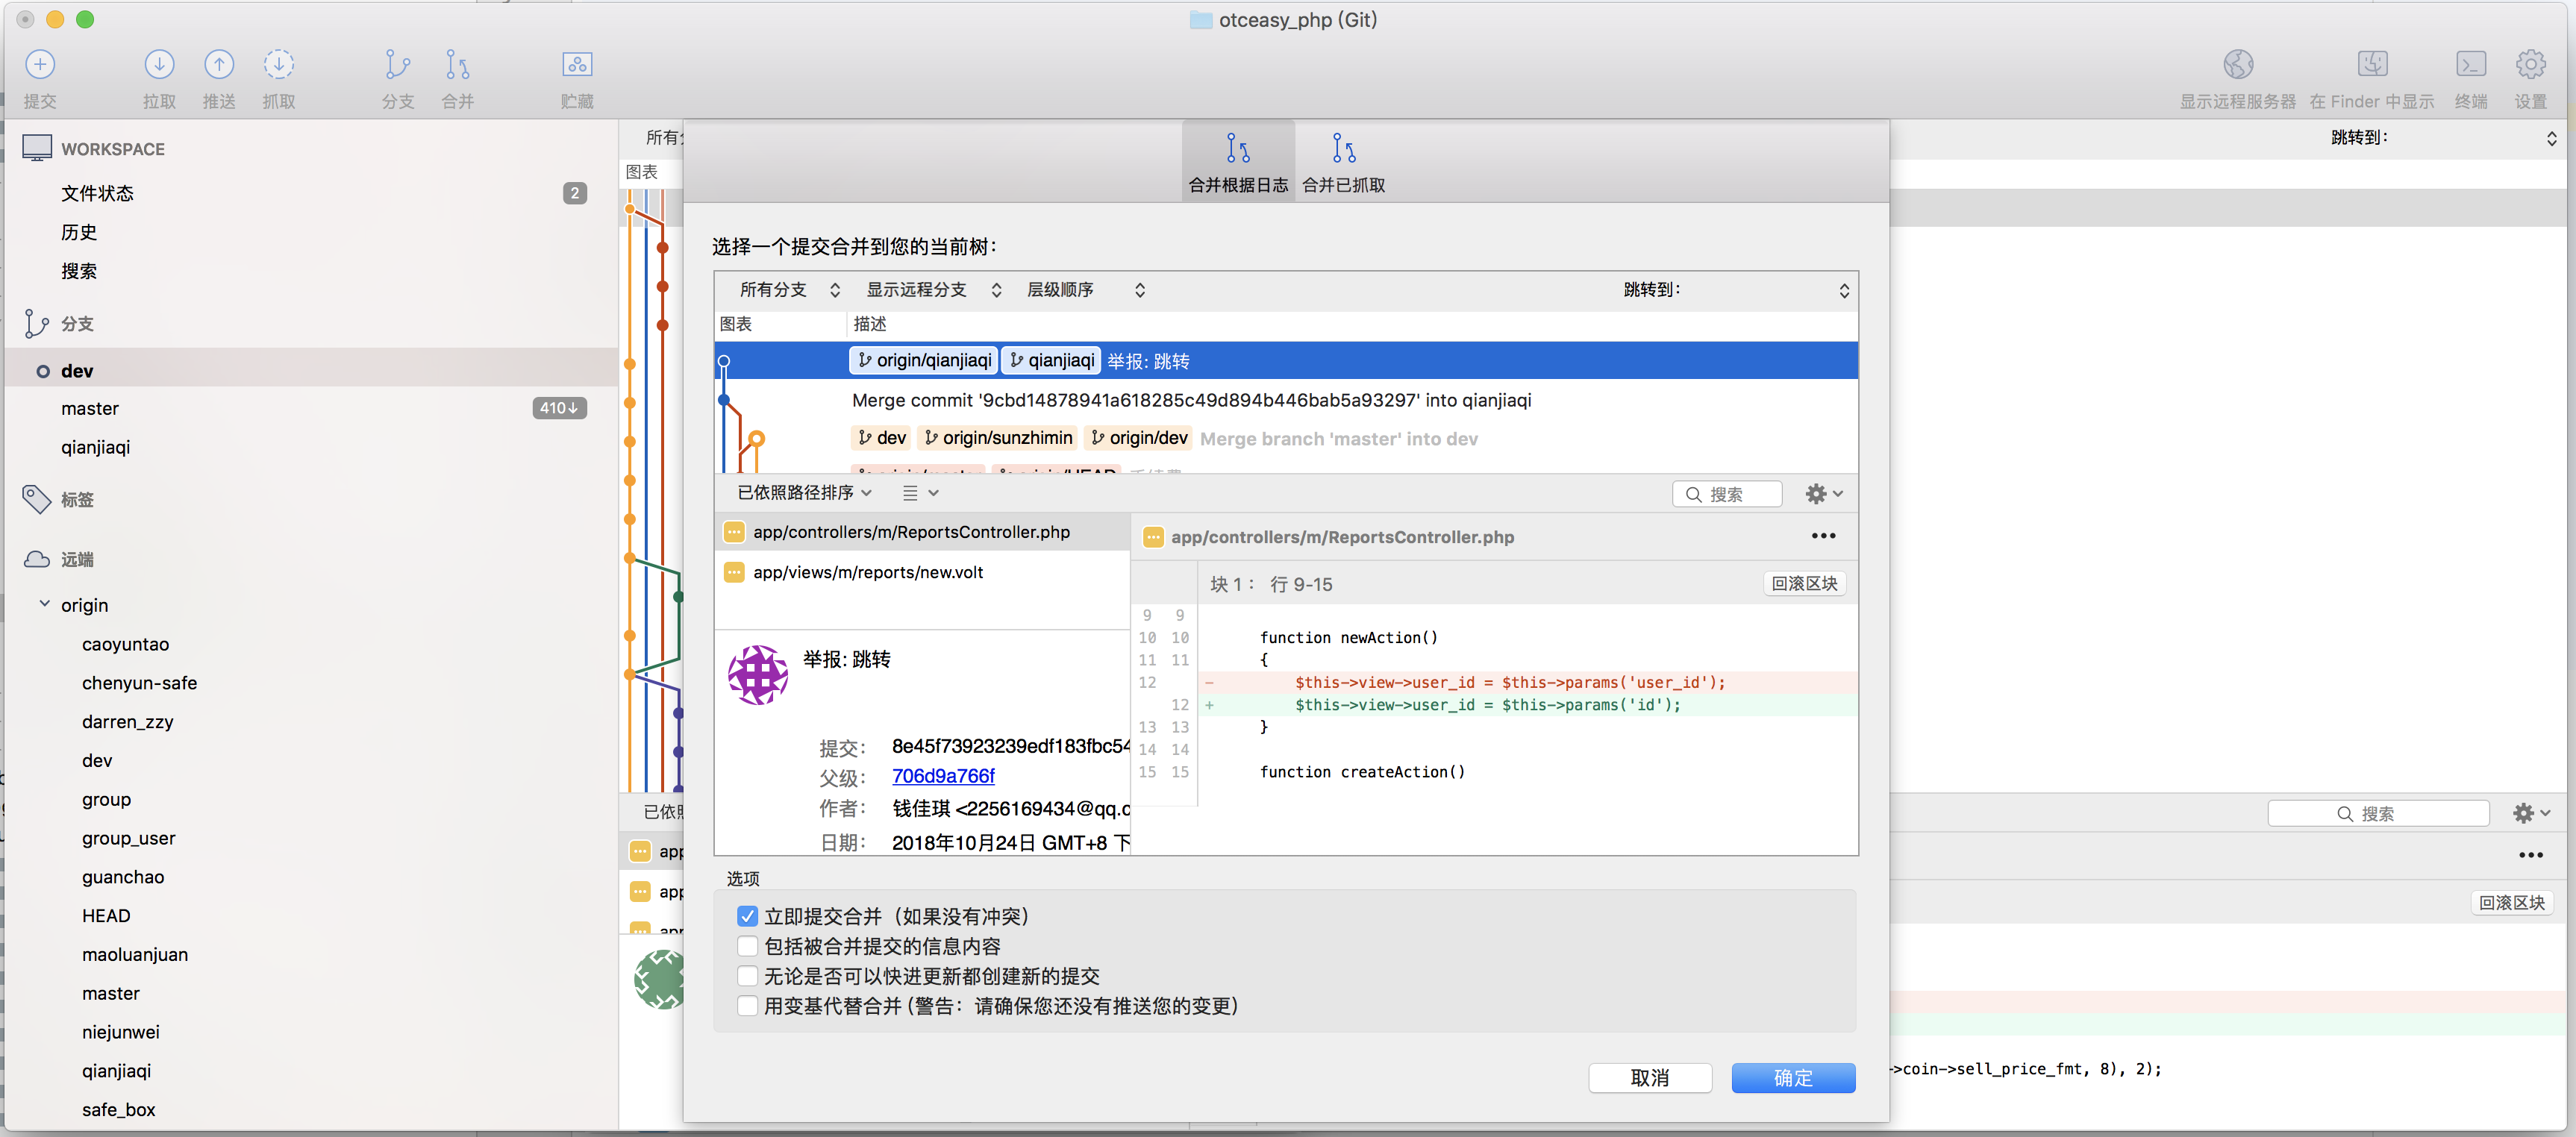 otceasy_php (Git)
提交 拉取 推送 抓取 分支 合并 贮藏 显示远程服务器 在 Finder 中显示 终端 设置
WORKSPACE
文件状态 2
历史
搜索
分支
dev
master 410↓
qianjiaqi
标签
远端
origin
caoyuntao
chenyun-safe
darren_zzy
dev
group
group_user
guanchao
HEAD
maoluanjuan
master
niejunwei
qianjiaqi
safe_box
所有
图表
跳转到：
合并根据日志 合并已抓取
选择一个提交合并到您的当前树：
所有分支 显示远程分支 层级顺序 跳转到：
图表 描述
origin/qianjiaqi qianjiaqi 举报: 跳转
Merge commit '9cbd14878941a618285c49d894b446bab5a93297' into qianjiaqi
dev origin/sunzhimin origin/dev Merge branch 'master' into dev
origin/master origin/HEAD
已依照路径排序 搜索
app/controllers/m/ReportsController.php
app/views/m/reports/new.volt
举报: 跳转
提交： 8e45f73923239edf183fbc54
父级： 706d9a766f
作者： 钱佳琪 <2256169434@qq.c
日期： 2018年10月24日 GMT+8 下
app/controllers/m/ReportsController.php
块 1： 行 9-15 回滚区块
9 9
10 10 function newAction()
11 11 {
12 - $this->view->user_id = $this->params('user_id');
12 + $this->view->user_id = $this->params('id');
13 13 }
14 14
15 15 function createAction()
选项
立即提交合并（如果没有冲突）
包括被合并提交的信息内容
无论是否可以快进更新都创建新的提交
用变基代替合并 (警告：请确保您还没有推送您的变更)
取消 确定
已依
app
app
app
搜索
回滚区块
->coin->sell_price_fmt, 8), 2);